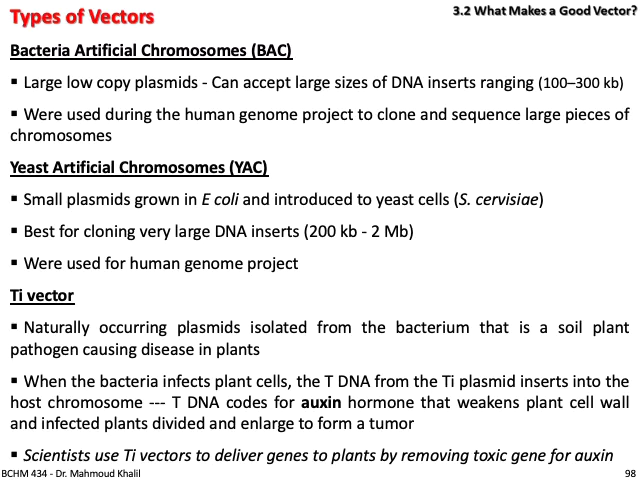 Types of Vectors
3.2 What Makes a Good Vector?
Bacteria Artificial Chromosomes (BAC)
▪ Large low copy plasmids - Can accept large sizes of DNA inserts ranging (100–300 kb)
▪ Were used during the human genome project to clone and sequence large pieces of
chromosomes
Yeast Artificial Chromosomes (YAC)
▪ Small plasmids grown in E coli and introduced to yeast cells (S. cervisiae)
▪ Best for cloning very large DNA inserts (200 kb - 2 Mb)
▪ Were used for human genome project
Ti vector
▪ Naturally occurring plasmids isolated from the bacterium that is a soil plant
pathogen causing disease in plants
▪ When the bacteria infects plant cells, the T DNA from the Ti plasmid inserts into the
host chromosome --- T DNA codes for auxin hormone that weakens plant cell wall
and infected plants divided and enlarge to form a tumor
▪ Scientists use Ti vectors to deliver genes to plants by removing toxic gene for auxin
BCHM 434 - Dr. Mahmoud Khalil
98